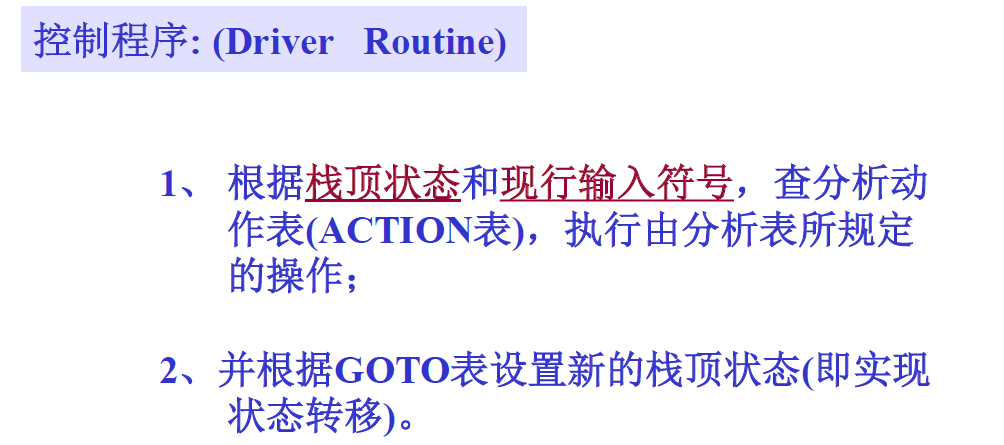 控制程序: (Driver Routine)
1、 根据栈顶状态和现行输入符号，查分析动
作表(ACTION表)，执行由分析表所规定
的操作；
2、并根据GOTO表设置新的栈顶状态(即实现
状态转移)。